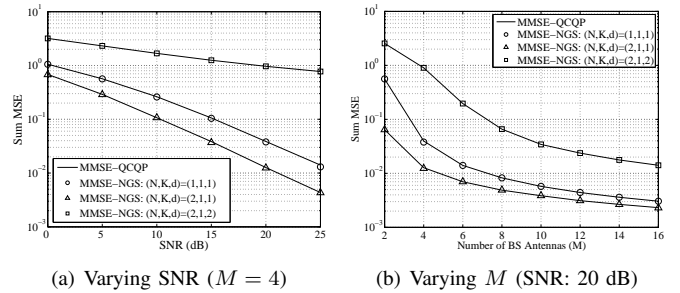 10^2
10^1
10^0
10^-1
10^-2
10^-3
Sum MSE
0 5 10 15 20 25
SNR (dB)
MMSE−QCQP
MMSE−NGS: (N,K,d)=(1,1,1)
MMSE−NGS: (N,K,d)=(2,1,1)
MMSE−NGS: (N,K,d)=(2,1,2)
(a) Varying SNR (M = 4)
10^1
10^0
10^-1
10^-2
10^-3
Sum MSE
2 4 6 8 10 12 14 16
Number of BS Antennas (M)
MMSE−QCQP
MMSE−NGS: (N,K,d)=(1,1,1)
MMSE−NGS: (N,K,d)=(2,1,1)
MMSE−NGS: (N,K,d)=(2,1,2)
(b) Varying M (SNR: 20 dB)